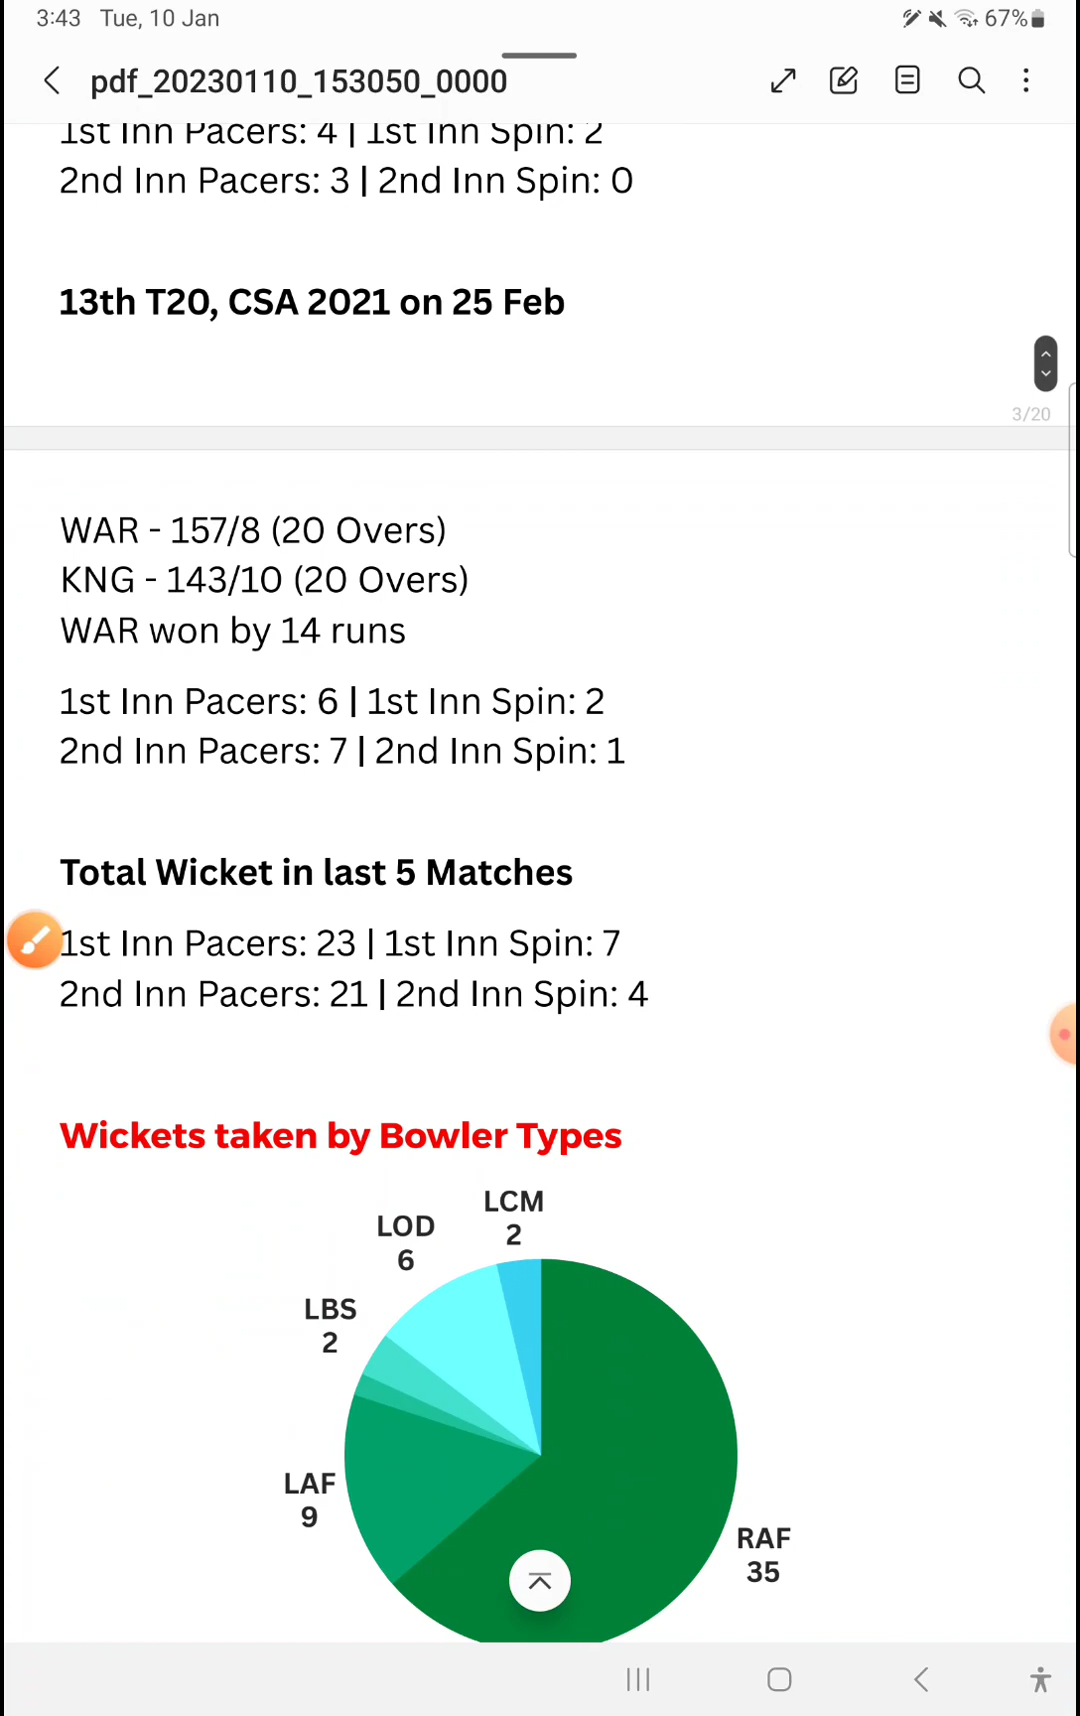 3:43 Tue, 10 Jan
67%
pdf_20230110_153050_0000
1st Inn Pacers: 4 | 1st Inn Spin: 2
2nd Inn Pacers: 3 | 2nd Inn Spin: 0
13th T20, CSA 2021 on 25 Feb
3/20
WAR - 157/8 (20 Overs)
KNG - 143/10 (20 Overs)
WAR won by 14 runs
1st Inn Pacers: 6 | 1st Inn Spin: 2
2nd Inn Pacers: 7 | 2nd Inn Spin: 1
Total Wicket in last 5 Matches
1st Inn Pacers: 23 | 1st Inn Spin: 7
2nd Inn Pacers: 21 | 2nd Inn Spin: 4
Wickets taken by Bowler Types
LCM
2
LOD
6
LBS
2
LAF
9
RAF
35